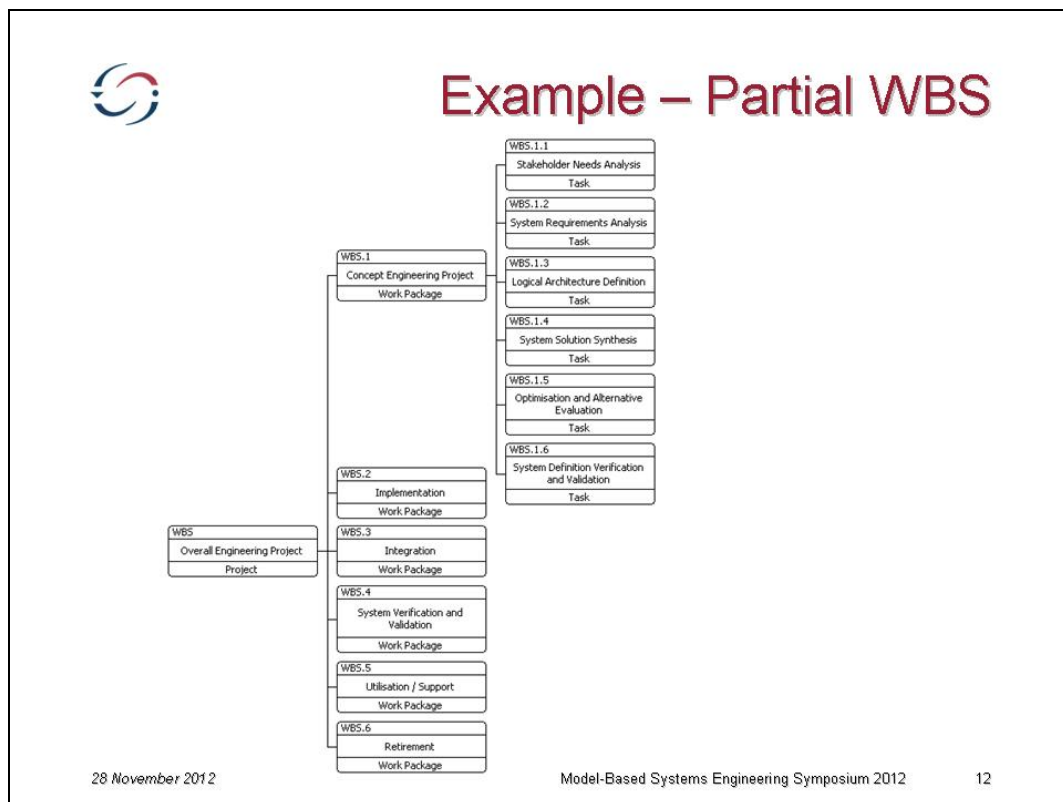 Example – Partial WBS
WBS.1.1
Stakeholder Needs Analysis
Task
WBS.1.2
System Requirements Analysis
Task
WBS.1.3
Logical Architecture Definition
Task
WBS.1.4
System Solution Synthesis
Task
WBS.1.5
Optimisation and Alternative
Evaluation
Task
WBS.1.6
System Definition Verification
and Validation
Task
WBS.1
Concept Engineering Project
Work Package
WBS.2
Implementation
Work Package
WBS.3
Integration
Work Package
WBS.4
System Verification and
Validation
Work Package
WBS.5
Utilisation / Support
Work Package
WBS.6
Retirement
Work Package
WBS
Overall Engineering Project
Project
28 November 2012
Model-Based Systems Engineering Symposium 2012
12